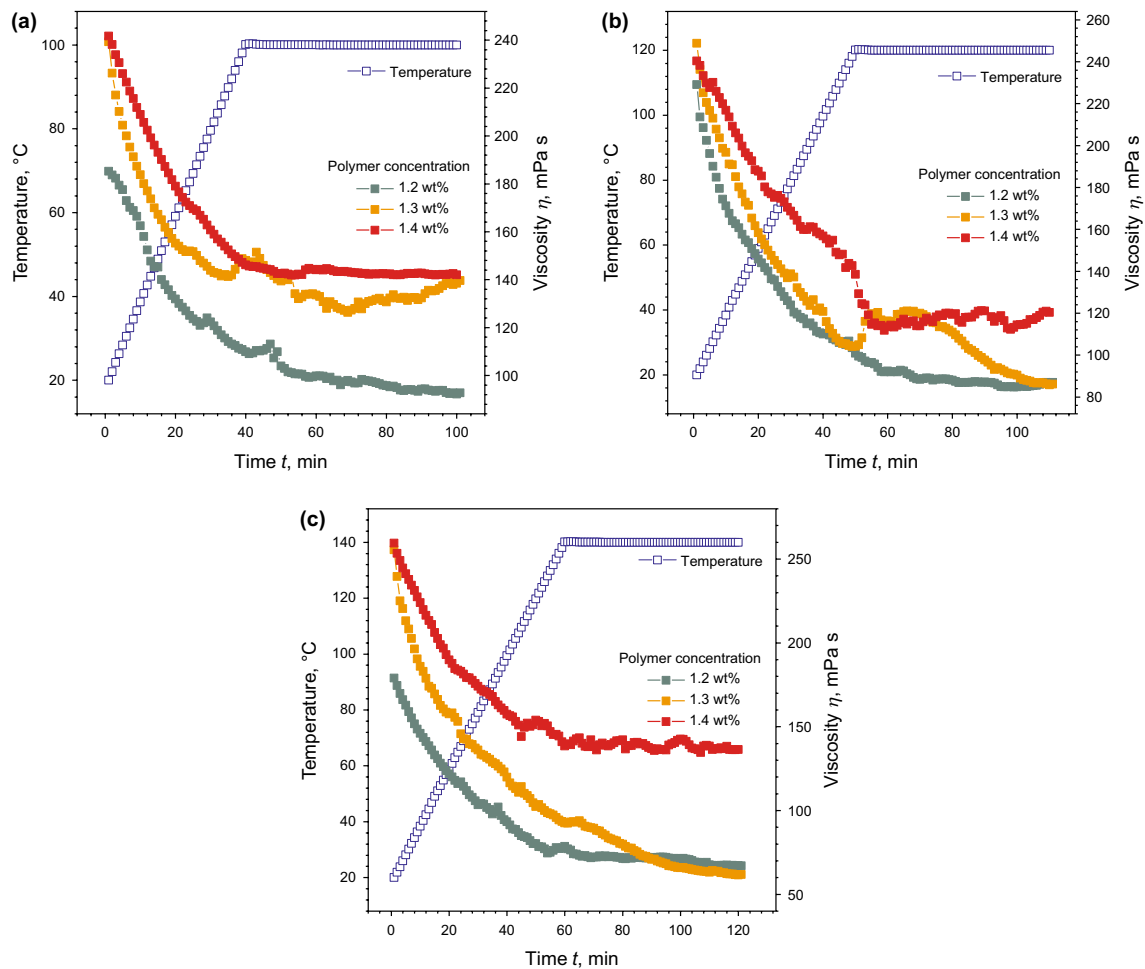 (a)
100
80
60
40
20
Temperature, °C
0
20
40
60
80
100
Time t, min
240
220
200
180
160
140
120
100
Viscosity η, mPa s
Temperature
Polymer concentration
1.2 wt%
1.3 wt%
1.4 wt%
(b)
120
100
80
60
40
20
Temperature, °C
0
20
40
60
80
100
Time t, min
260
240
220
200
180
160
140
120
100
80
Viscosity η, mPa s
Temperature
Polymer concentration
1.2 wt%
1.3 wt%
1.4 wt%
(c)
140
120
100
80
60
40
20
Temperature, °C
0
20
40
60
80
100
120
Time t, min
250
200
150
100
50
Viscosity η, mPa s
Temperature
Polymer concentration
1.2 wt%
1.3 wt%
1.4 wt%